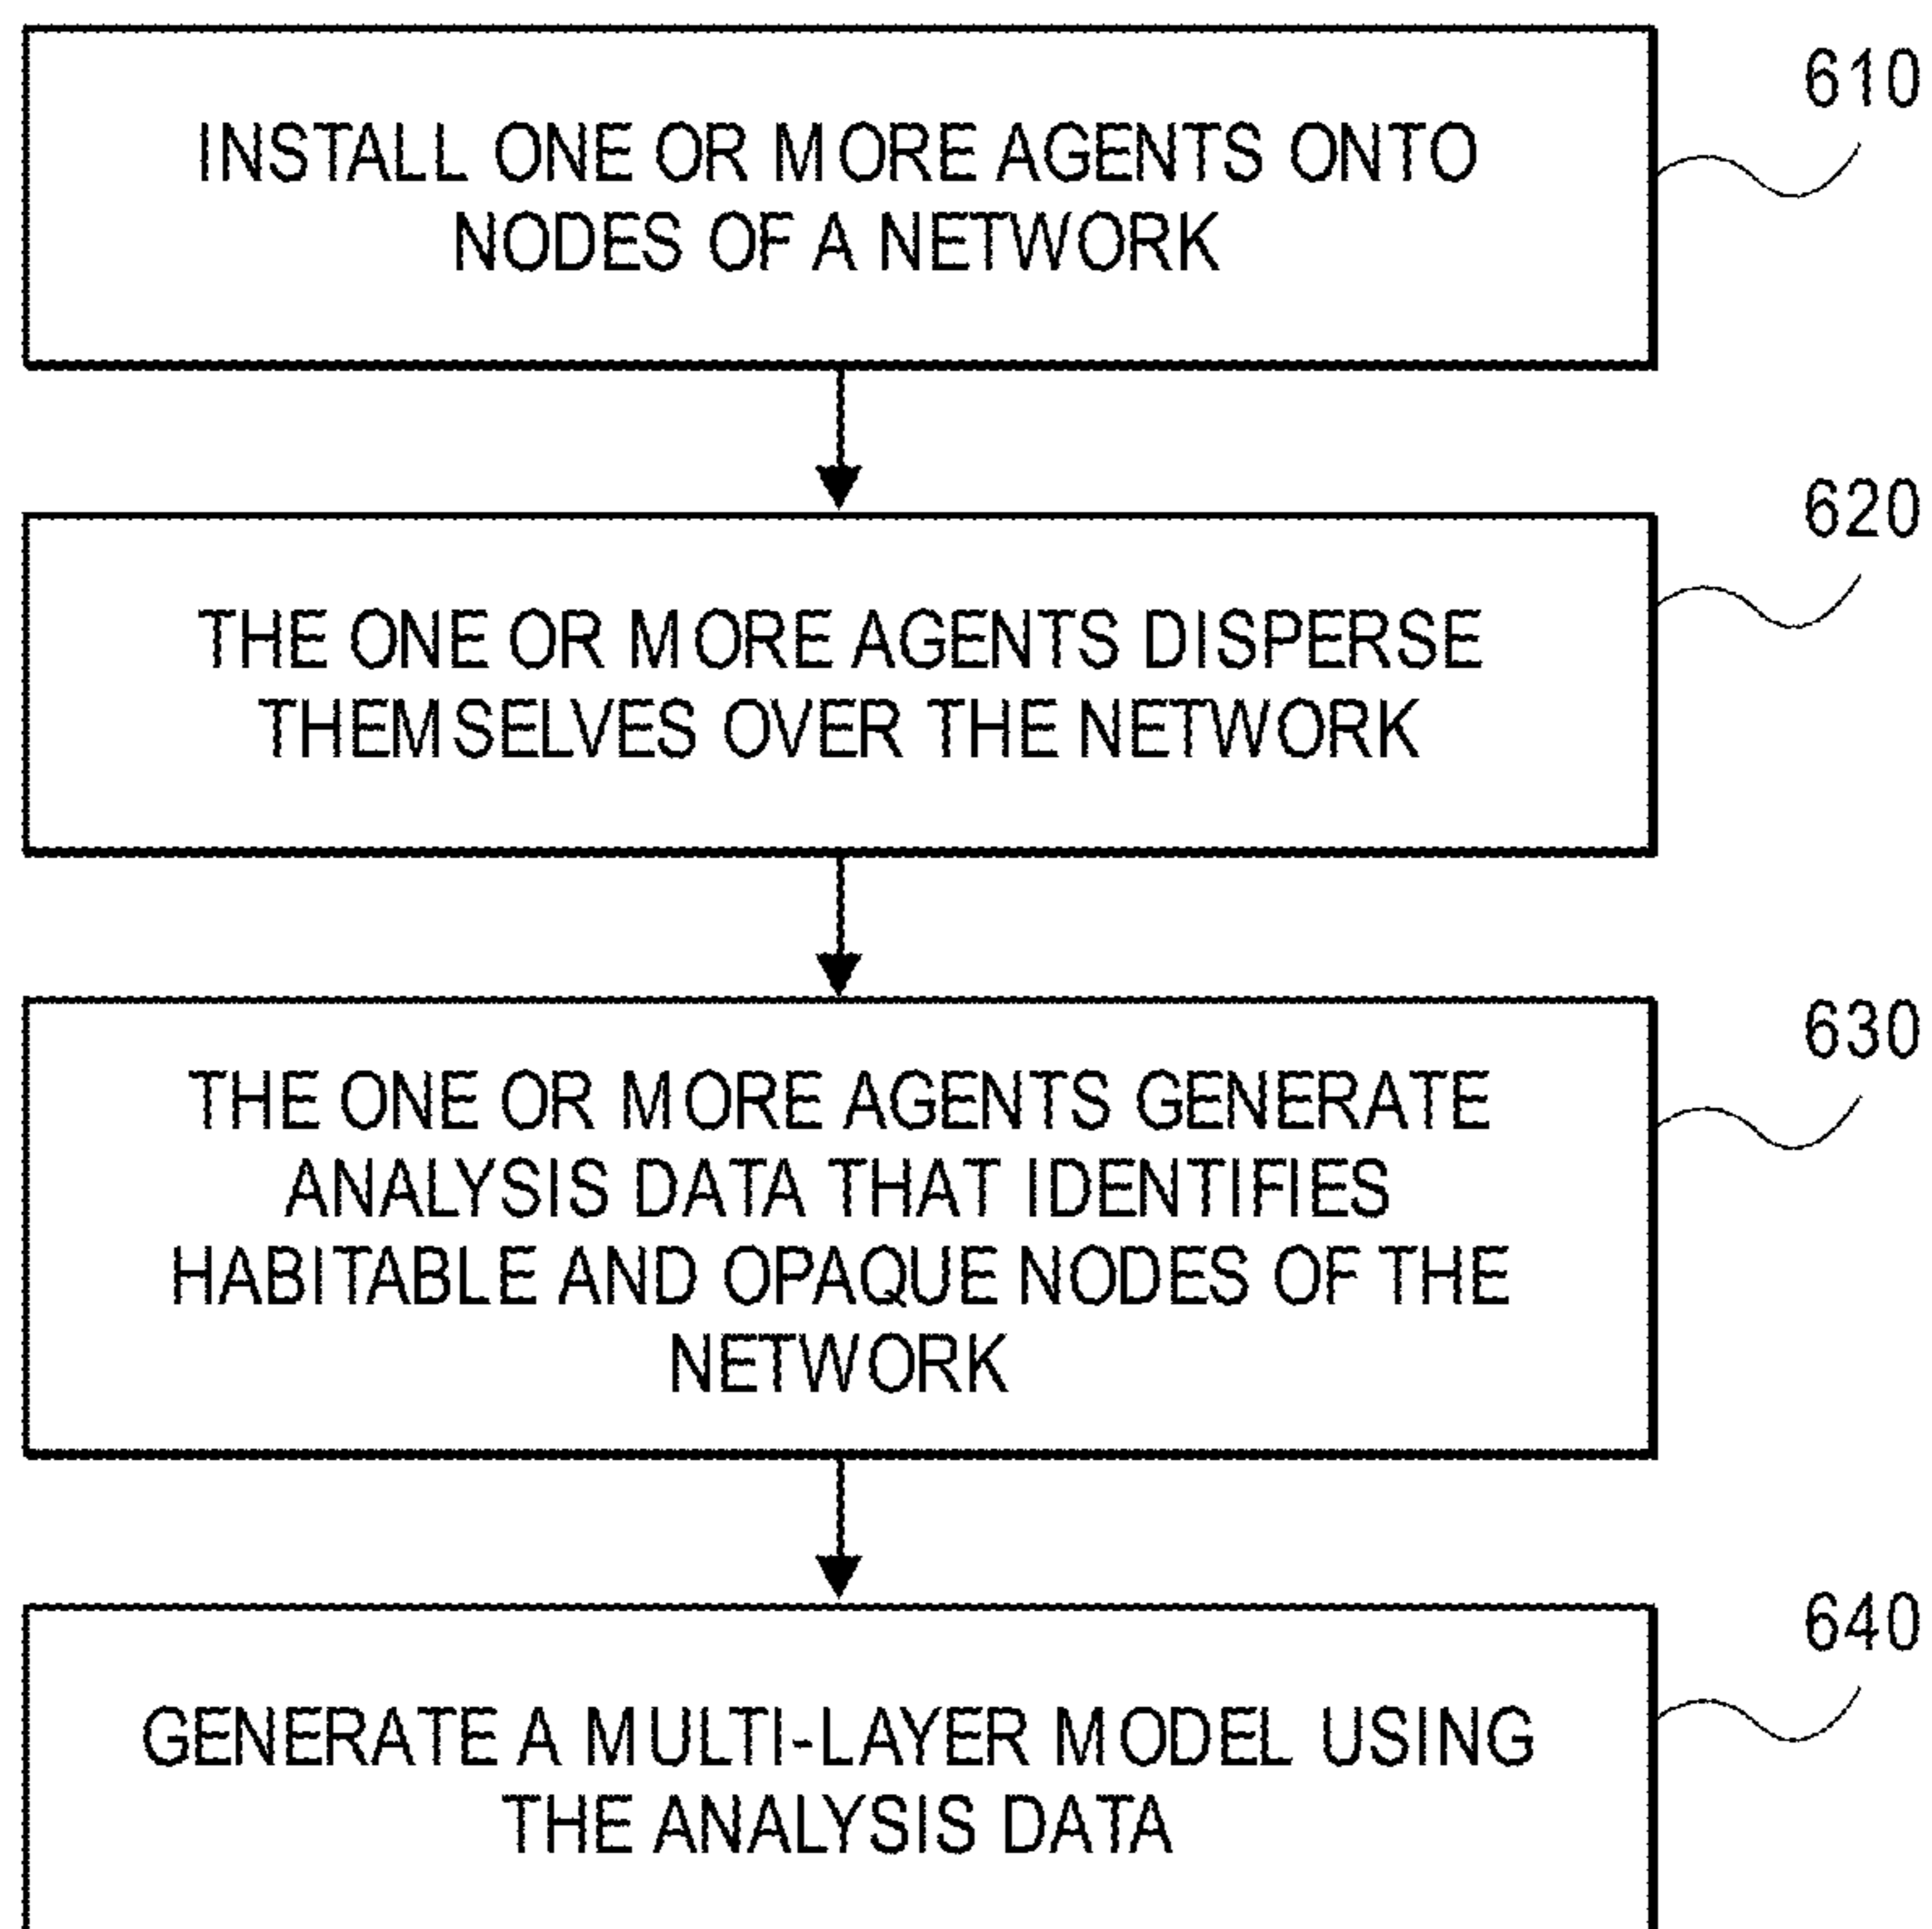 610
INSTALL ONE OR MORE AGENTS ONTO
NODES OF A NETWORK
620
THE ONE OR MORE AGENTS DISPERSE
THEMSELVES OVER THE NETWORK
630
THE ONE OR MORE AGENTS GENERATE
ANALYSIS DATA THAT IDENTIFIES
HABITABLE AND OPAQUE NODES OF THE
NETWORK
640
GENERATE A MULTI-LAYER MODEL USING
THE ANALYSIS DATA